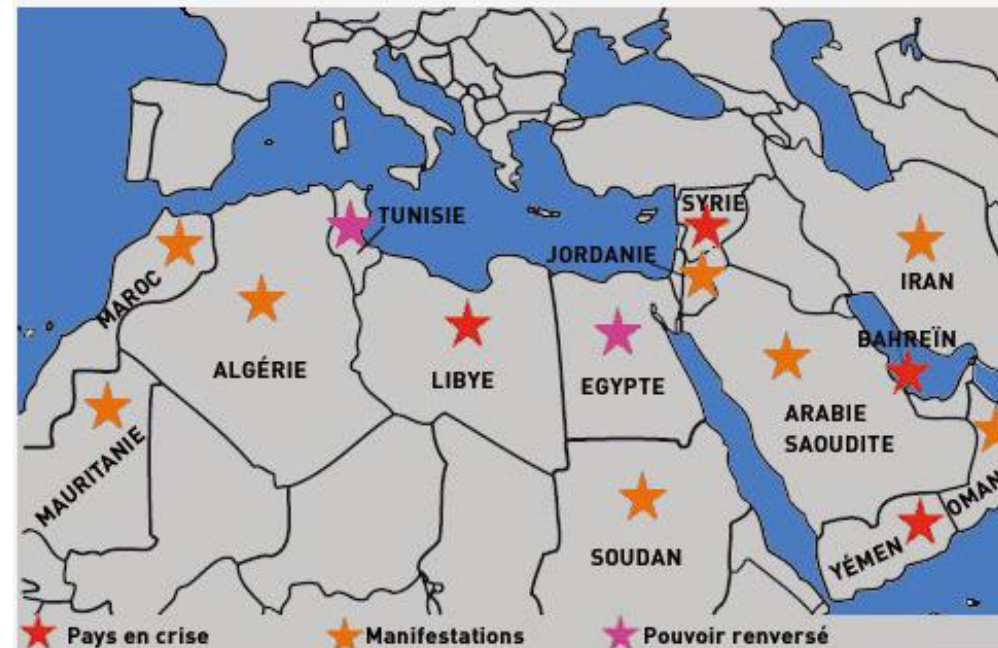 SYRIE
TUNISIE
JORDANIE
IRAN
MAROC
BAHREÏN
ALGÉRIE
LIBYE
EGYPTE
ARABIE
SAOUDITE
MAURITANIE
OMAN
SOUDAN
YÉMEN
Pays en crise
Manifestations
Pouvoir renversé